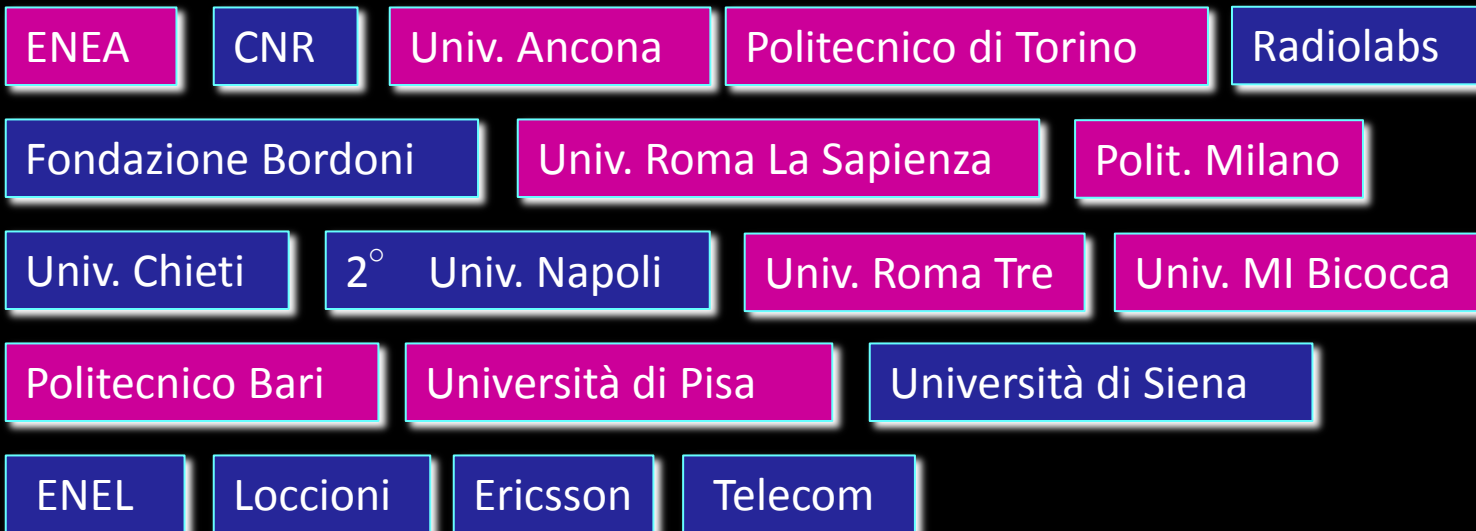 ENEA CNR Univ. Ancona Politecnico di Torino Radiolabs
Fondazione Bordoni Univ. Roma La Sapienza Polit. Milano
Univ. Chieti 2° Univ. Napoli Univ. Roma Tre Univ. MI Bicocca
Politecnico Bari Università di Pisa Università di Siena
ENEL Loccioni Ericsson Telecom